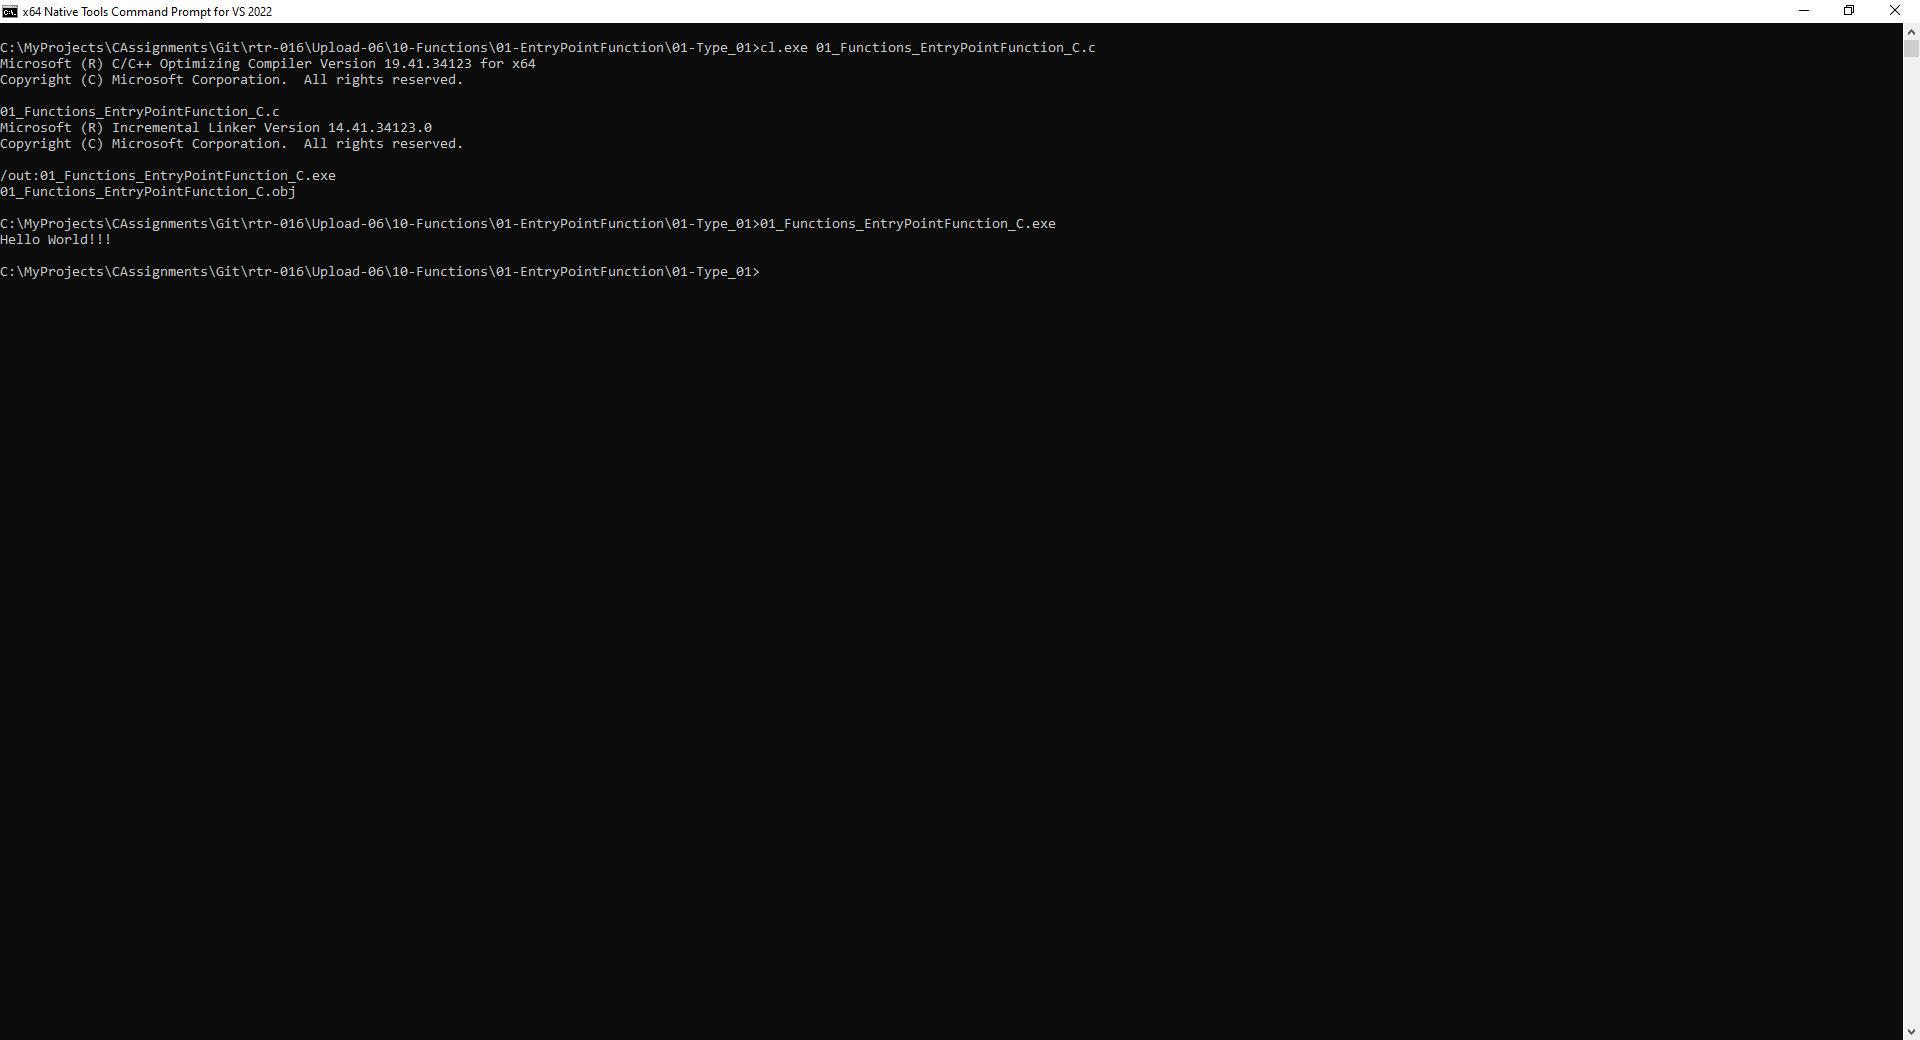 x64 Native Tools Command Prompt for VS 2022
C:\MyProjects\CAssignments\Git\rtr-016\Upload-06\10-Functions\01-EntryPointFunction\01-Type_01>cl.exe 01_Functions_EntryPointFunction_C.c
Microsoft (R) C/C++ Optimizing Compiler Version 19.41.34123 for x64
Copyright (C) Microsoft Corporation.  All rights reserved.
01_Functions_EntryPointFunction_C.c
Microsoft (R) Incremental Linker Version 14.41.34123.0
Copyright (C) Microsoft Corporation.  All rights reserved.
/out:01_Functions_EntryPointFunction_C.exe
01_Functions_EntryPointFunction_C.obj
C:\MyProjects\CAssignments\Git\rtr-016\Upload-06\10-Functions\01-EntryPointFunction\01-Type_01>01_Functions_EntryPointFunction_C.exe
Hello World!!!
C:\MyProjects\CAssignments\Git\rtr-016\Upload-06\10-Functions\01-EntryPointFunction\01-Type_01>